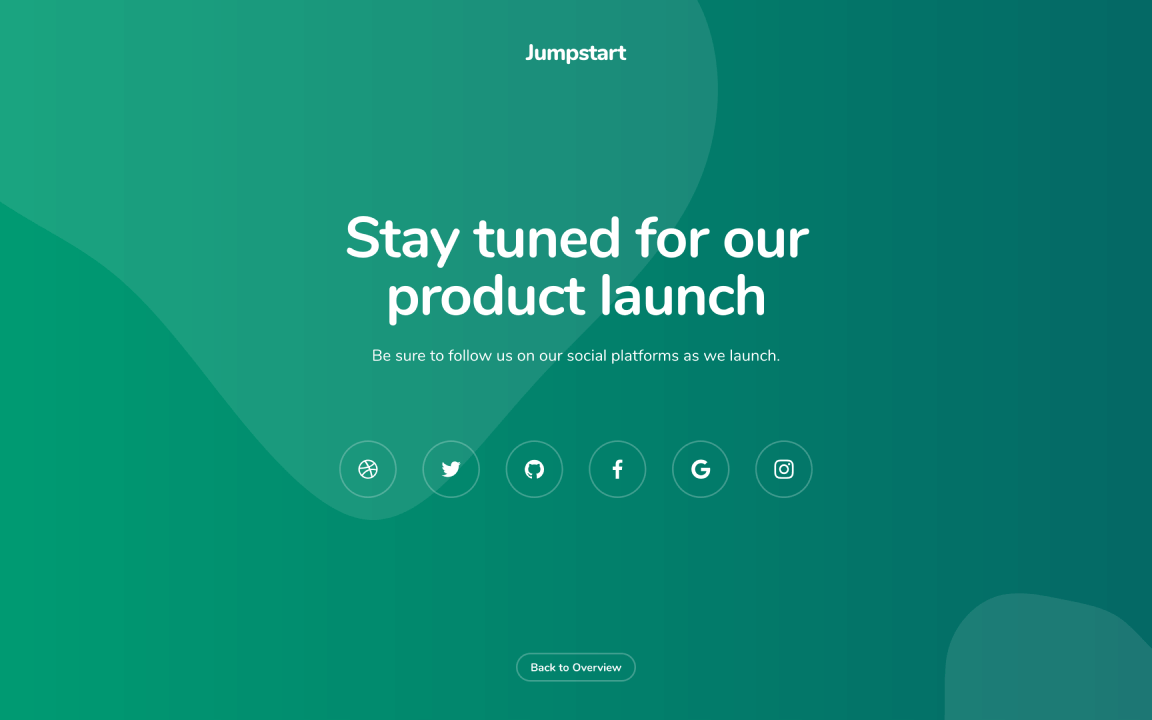 Jumpstart
Stay tuned for our
product launch
Be sure to follow us on our social platforms as we launch.
Back to Overview